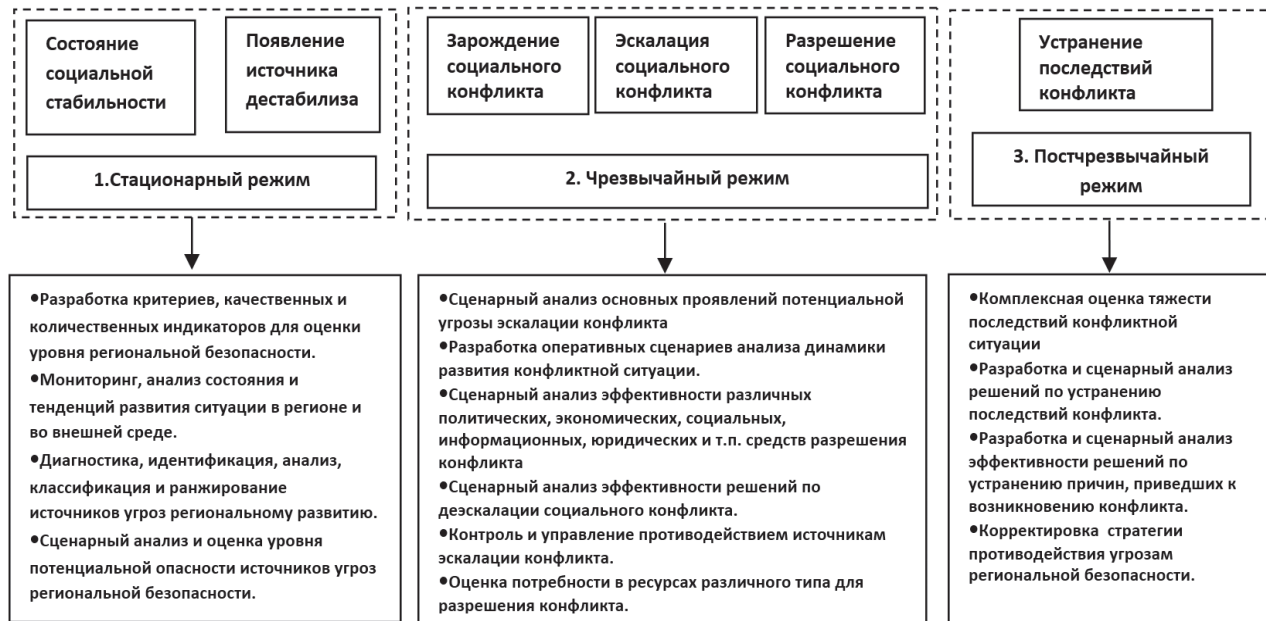 Состояние
социальной
стабильности
Появление
источника
дестабилиза
1.Стационарный режим
Зарождение
социального
конфликта
Эскалация
социального
конфликта
Разрешение
социального
конфликта
2. Чрезвычайный режим
Устранение
последствий
конфликта
3. Постчрезвычайный
режим
•Разработка критериев, качественных и
количественных индикаторов для оценки
уровня региональной безопасности.
•Мониторинг, анализ состояния и
тенденций развития ситуации в регионе и
во внешней среде.
•Диагностика, идентификация, анализ,
классификация и ранжирование
источников угроз региональному развитию.
•Сценарный анализ и оценка уровня
потенциальной опасности источников угроз
региональной безопасности.
•Сценарный анализ основных проявлений потенциальной
угрозы эскалации конфликта
•Разработка оперативных сценариев анализа динамики
развития конфликтной ситуации.
•Сценарный анализ эффективности различных
политических, экономических, социальных,
информационных, юридических и т.п. средств разрешения
конфликта
•Сценарный анализ эффективности решений по
деэскалации социального конфликта.
•Контроль и управление противодействием источникам
эскалации конфликта.
•Оценка потребности в ресурсах различного типа для
разрешения конфликта.
•Комплексная оценка тяжести
последствий конфликтной
ситуации
•Разработка и сценарный анализ
решений по устранению
последствий конфликта.
•Разработка и сценарный анализ
эффективности решений по
устранению причин, приведших к
возникновению конфликта.
•Корректировка стратегии
противодействия угрозам
региональной безопасности.